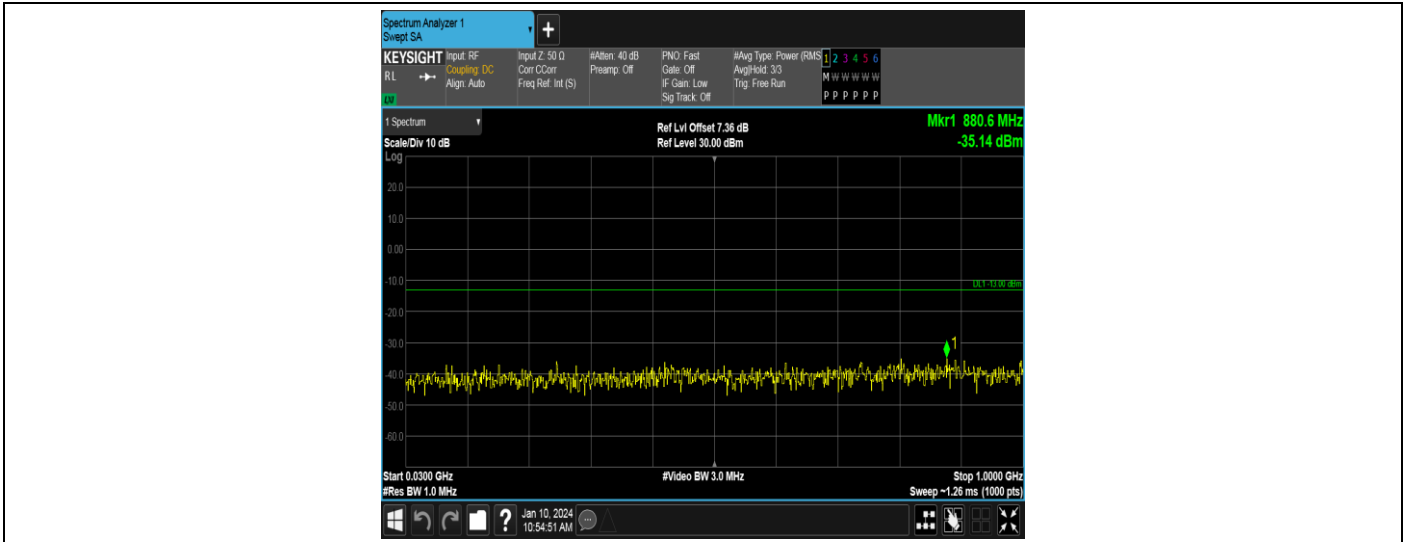 Spectrum Analyzer 1
Swept SA
+
KEYSIGHT
RL
LXI
Input: RF
Coupling: DC
Align: Auto
Input Z: 50 Ω
Corr CCorr
Freq Ref: Int (S)
#Atten: 40 dB
Preamp: Off
PNO: Fast
Gate: Off
IF Gain: Low
Sig Track: Off
#Avg Type: Power (RMS
Avg|Hold: 3/3
Trig: Free Run
1 2 3 4 5 6
M W W W W W
P P P P P P
1 Spectrum
Scale/Div 10 dB
Ref Lvl Offset 7.36 dB
Ref Level 30.00 dBm
Mkr1 880.6 MHz
-35.14 dBm
Log
20.0
10.0
0.00
-10.0
DL1 -13.00 dBm
-20.0
-30.0
1
-40.0
-50.0
-60.0
Start 0.0300 GHz
#Video BW 3.0 MHz
Stop 1.0000 GHz
#Res BW 1.0 MHz
Sweep ~1.26 ms (1000 pts)
?
Jan 10, 2024
10:54:51 AM